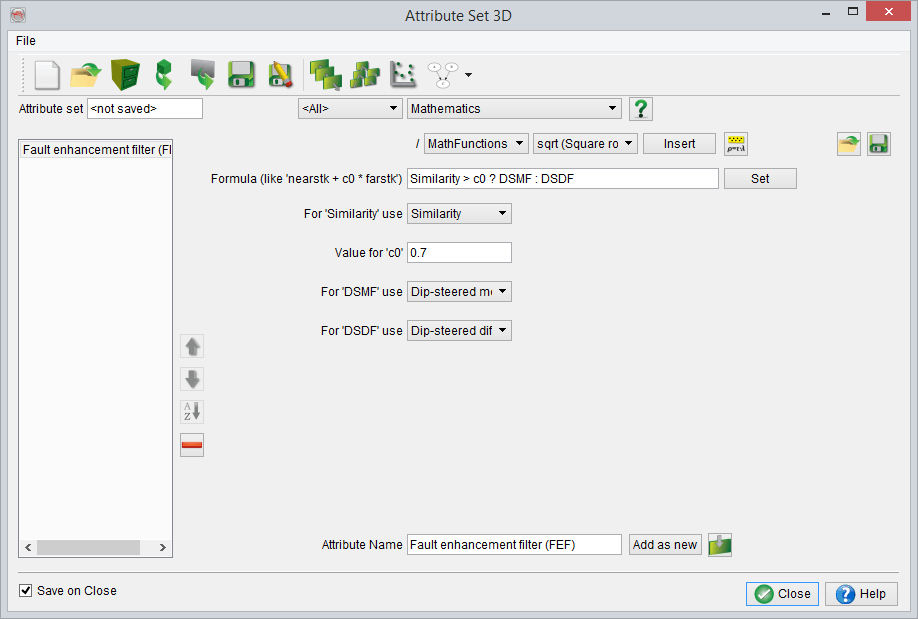 Attribute Set 3D
File
Attribute set <not saved> <All> Mathematics ?
Fault enhancement filter (FI
/ MathFunctions sqrt (Square ro Insert
Formula (like 'nearstk + c0 * farstk') Similarity > c0 ? DSMF : DSDF Set
For 'Similarity' use Similarity
Value for 'c0' 0.7
For 'DSMF' use Dip-steered me
For 'DSDF' use Dip-steered dif
A
Z
Attribute Name Fault enhancement filter (FEF) Add as new
Save on Close
Close ? Help